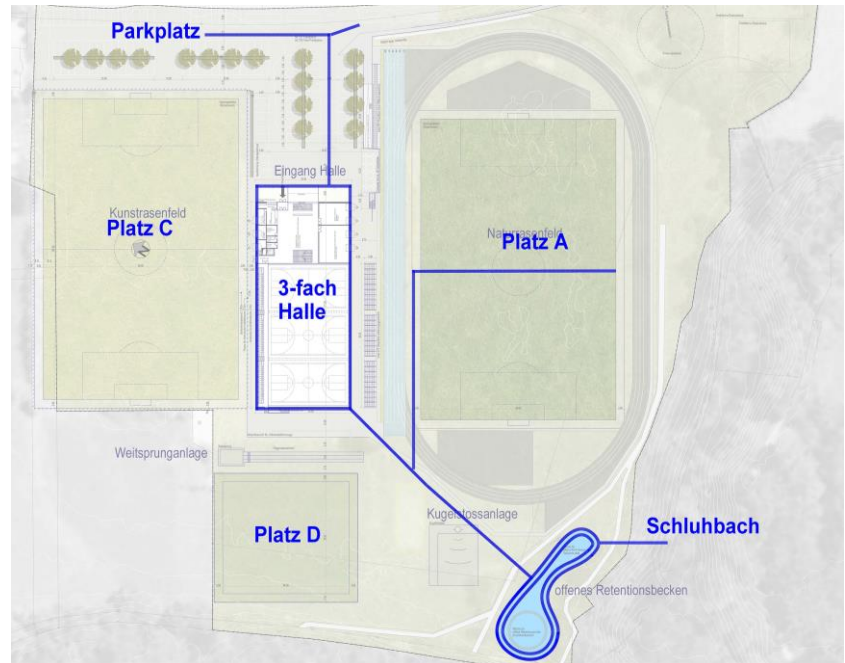 Parkplatz
Eingang Halle
Kunstrasenfeld
Platz C
Naturrasenfeld
Platz A
3-fach
Halle
Weitsprunganlage
Platz D
Kugelstossanlage
Schluhbach
offenes Retentionsbecken